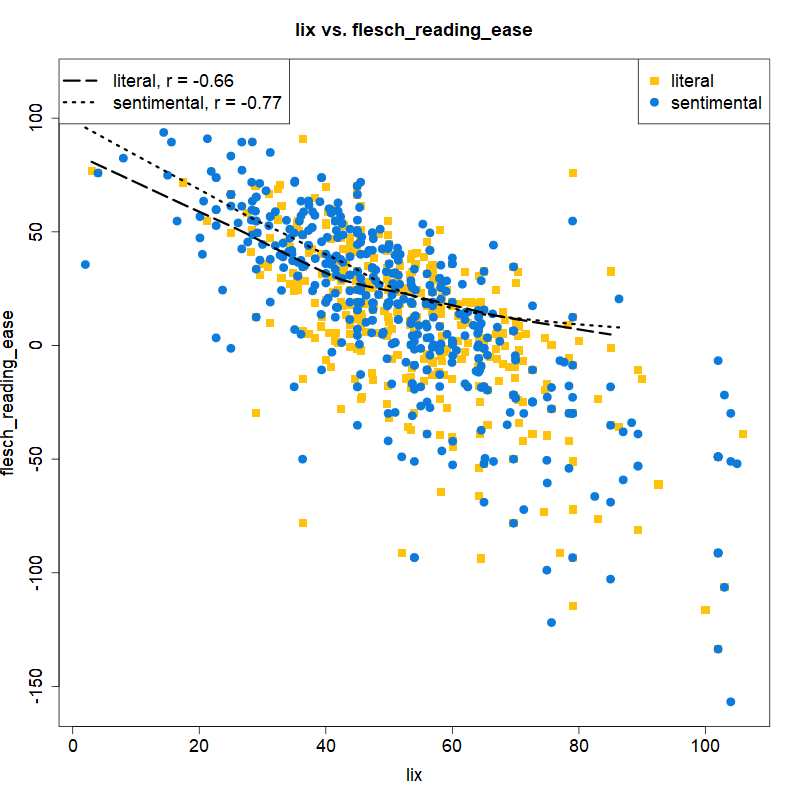 lix vs. flesch_reading_ease
literal, r = -0.66
sentimental, r = -0.77
literal
sentimental
flesch_reading_ease
100
50
0
-50
-100
-150
0 20 40 60 80 100
lix